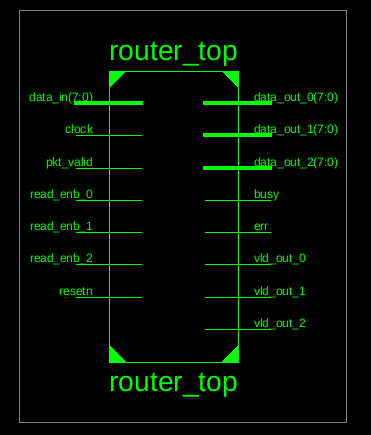 router_top
data_in(7:0)
data_out_0(7:0)
clock
data_out_1(7:0)
pkt_valid
data_out_2(7:0)
read_enb_0
busy
read_enb_1
err
read_enb_2
vld_out_0
resetn
vld_out_1
vld_out_2
router_top